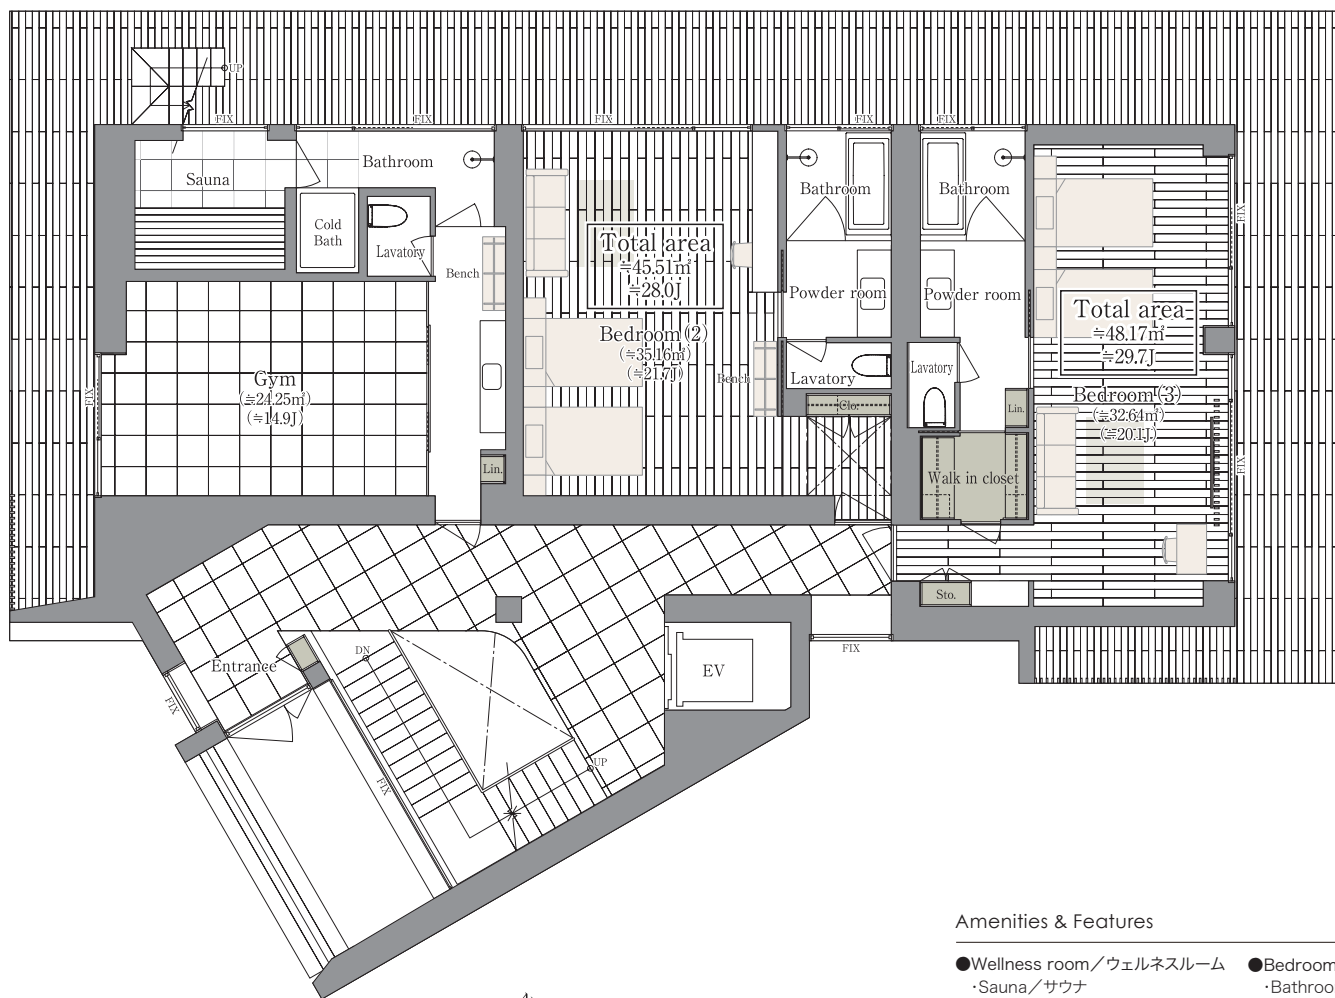 UP
FIX
FIX
FIX
FIX
FIX
Sauna
Bathroom
Cold
Bath
Lavatory
Bench
Total area
≒45.51㎡
≒28.0J
Bedroom(2)
(≒35.16㎡)
(≒21.7J)
Bench
Bathroom
Powder room
Lavatory
Clo.
Bathroom
Powder room
Lavatory
Lin.
Walk in closet
Total area
≒48.17㎡
≒29.7J
Bedroom(3)
(≒32.64㎡)
(≒20.1J)
FIX
FIX
FIX
Gym
(≒24.25㎡)
(≒14.9J)
Lin.
Sto.
Entrance
DN
EV
FIX
FIX
FIX
UP
Amenities & Features
●Wellness room／ウェルネスルーム
・Sauna／サウナ
●Bedroom
・Bathroo